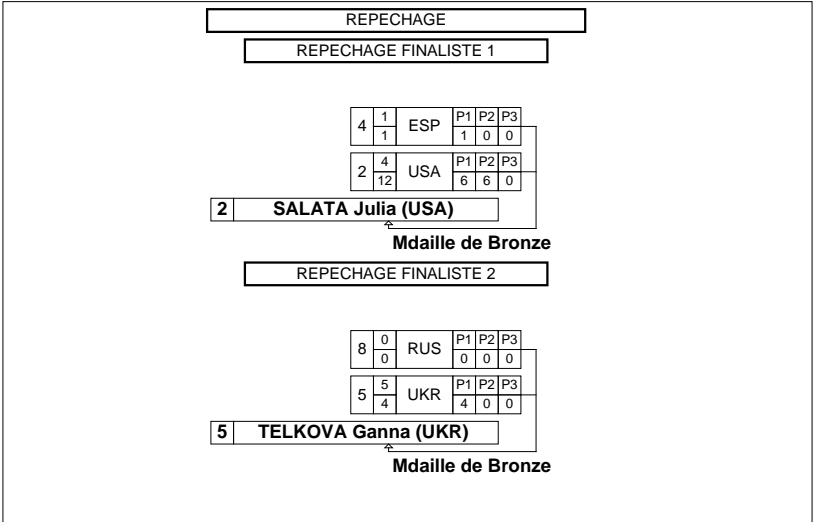 REPECHAGE
REPECHAGE FINALISTE 1
4 1 ESP P1 P2 P3
1 1 0 0
2 4 USA P1 P2 P3
12 6 6 0
2 SALATA Julia (USA)
Mdaille de Bronze
REPECHAGE FINALISTE 2
8 0 RUS P1 P2 P3
0 0 0 0
5 5 UKR P1 P2 P3
4 4 0 0
5 TELKOVA Ganna (UKR)
Mdaille de Bronze